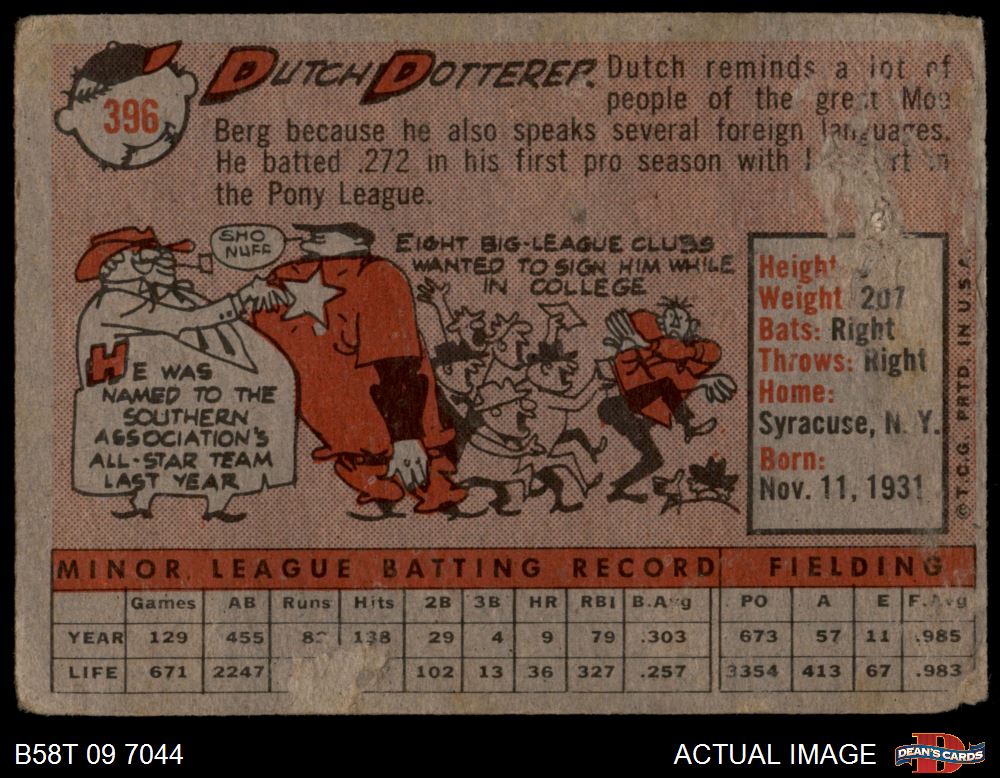 396
DUTCH DOTTERER
Dutch reminds a lot of
people of the great Moe
Berg because he also speaks several foreign languages.
He batted .272 in his first pro season with
the Pony League.
SHO
NUFF
EIGHT BIG-LEAGUE CLUBS
WANTED TO SIGN HIM WHILE
IN COLLEGE
HE WAS
NAMED TO THE
SOUTHERN
ASSOCIATION'S
ALL-STAR TEAM
LAST YEAR
Height
Weight 207
Bats: Right
Throws: Right
Home:
Syracuse, N. Y.
Born:
Nov. 11, 1931
©T.C.G. PRTD. IN U.S.A.
MINOR LEAGUE BATTING RECORD FIELDING
Games AB Runs Hits 2B 3B HR RBI B.Avg PO A E F.Avg
YEAR 129 455 138 29 4 9 79 .303 673 57 11 .985
LIFE 671 2247 102 13 36 327 .257 3354 413 67 .983
B58T 09 7044
ACTUAL IMAGE
DEAN'S CARDS